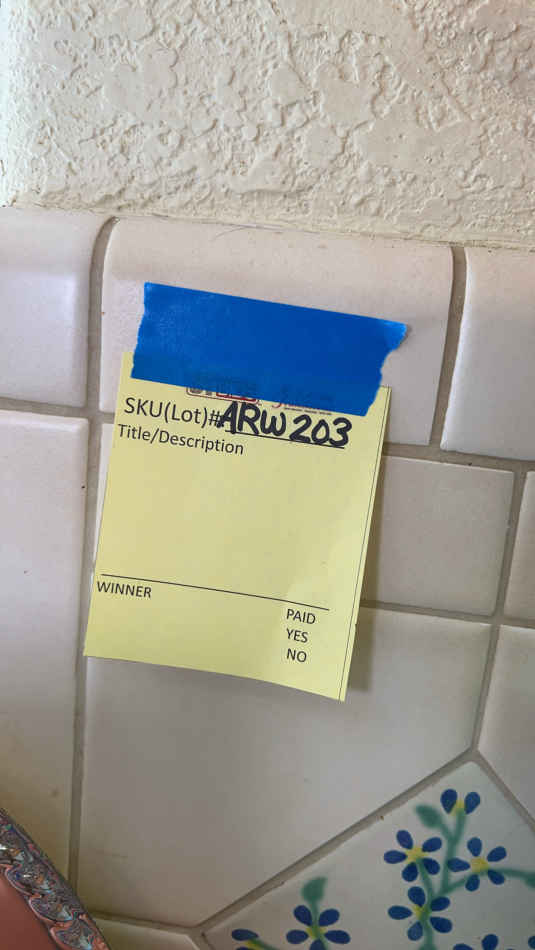 SKU(Lot)#ARW203
Title/Description
WINNER
PAID
YES
NO